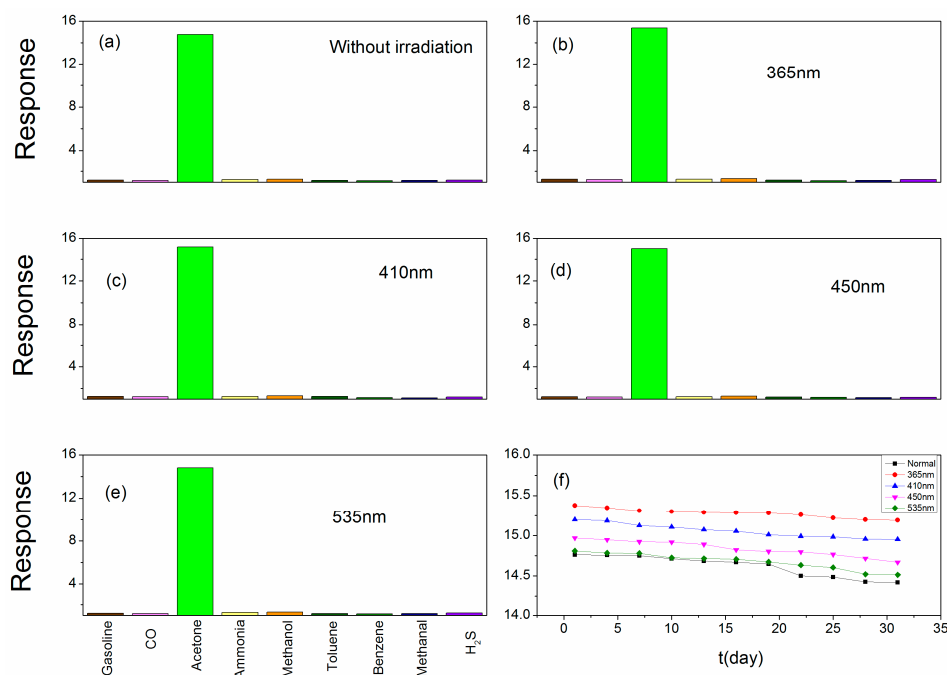 (a)
Without irradiation
Response
16
12
8
4
(b)
365nm
16
12
8
4
(c)
410nm
Response
16
12
8
4
(d)
450nm
16
12
8
4
(e)
535nm
Response
16
12
8
4
Gasoline
CO
Acetone
Ammonia
Methanol
Toluene
Benzene
Methanal
H₂S
(f)
Normal
365nm
410nm
450nm
535nm
16.0
15.5
15.0
14.5
14.0
0 5 10 15 20 25 30 35
t(day)